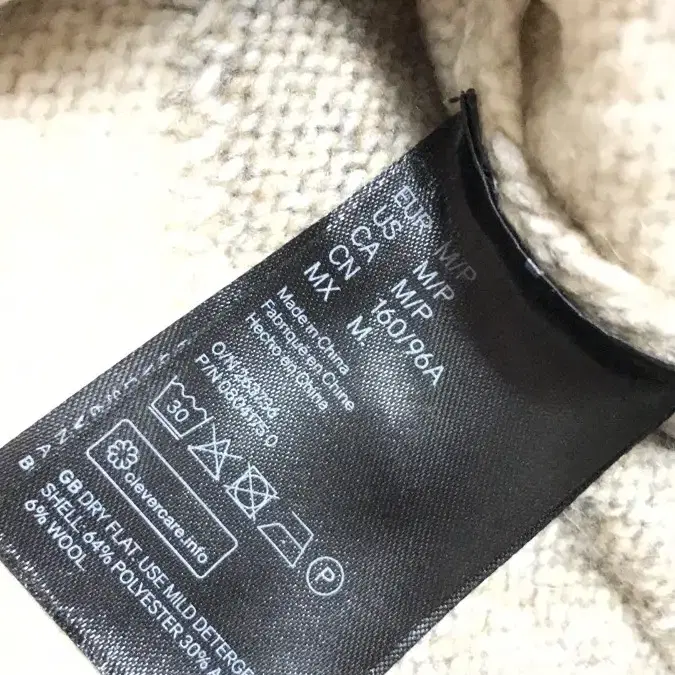 EUR M/P
US M/P
CA M/P
CN 160/96A
MX M.
Made in China
Fabriqué en Chine
Hecho en China
30
P
clevercare.info
GB DRY FLAT. USE MILD DETERGE
SHELL: 64% POLYESTER 30% A
6% WOOL